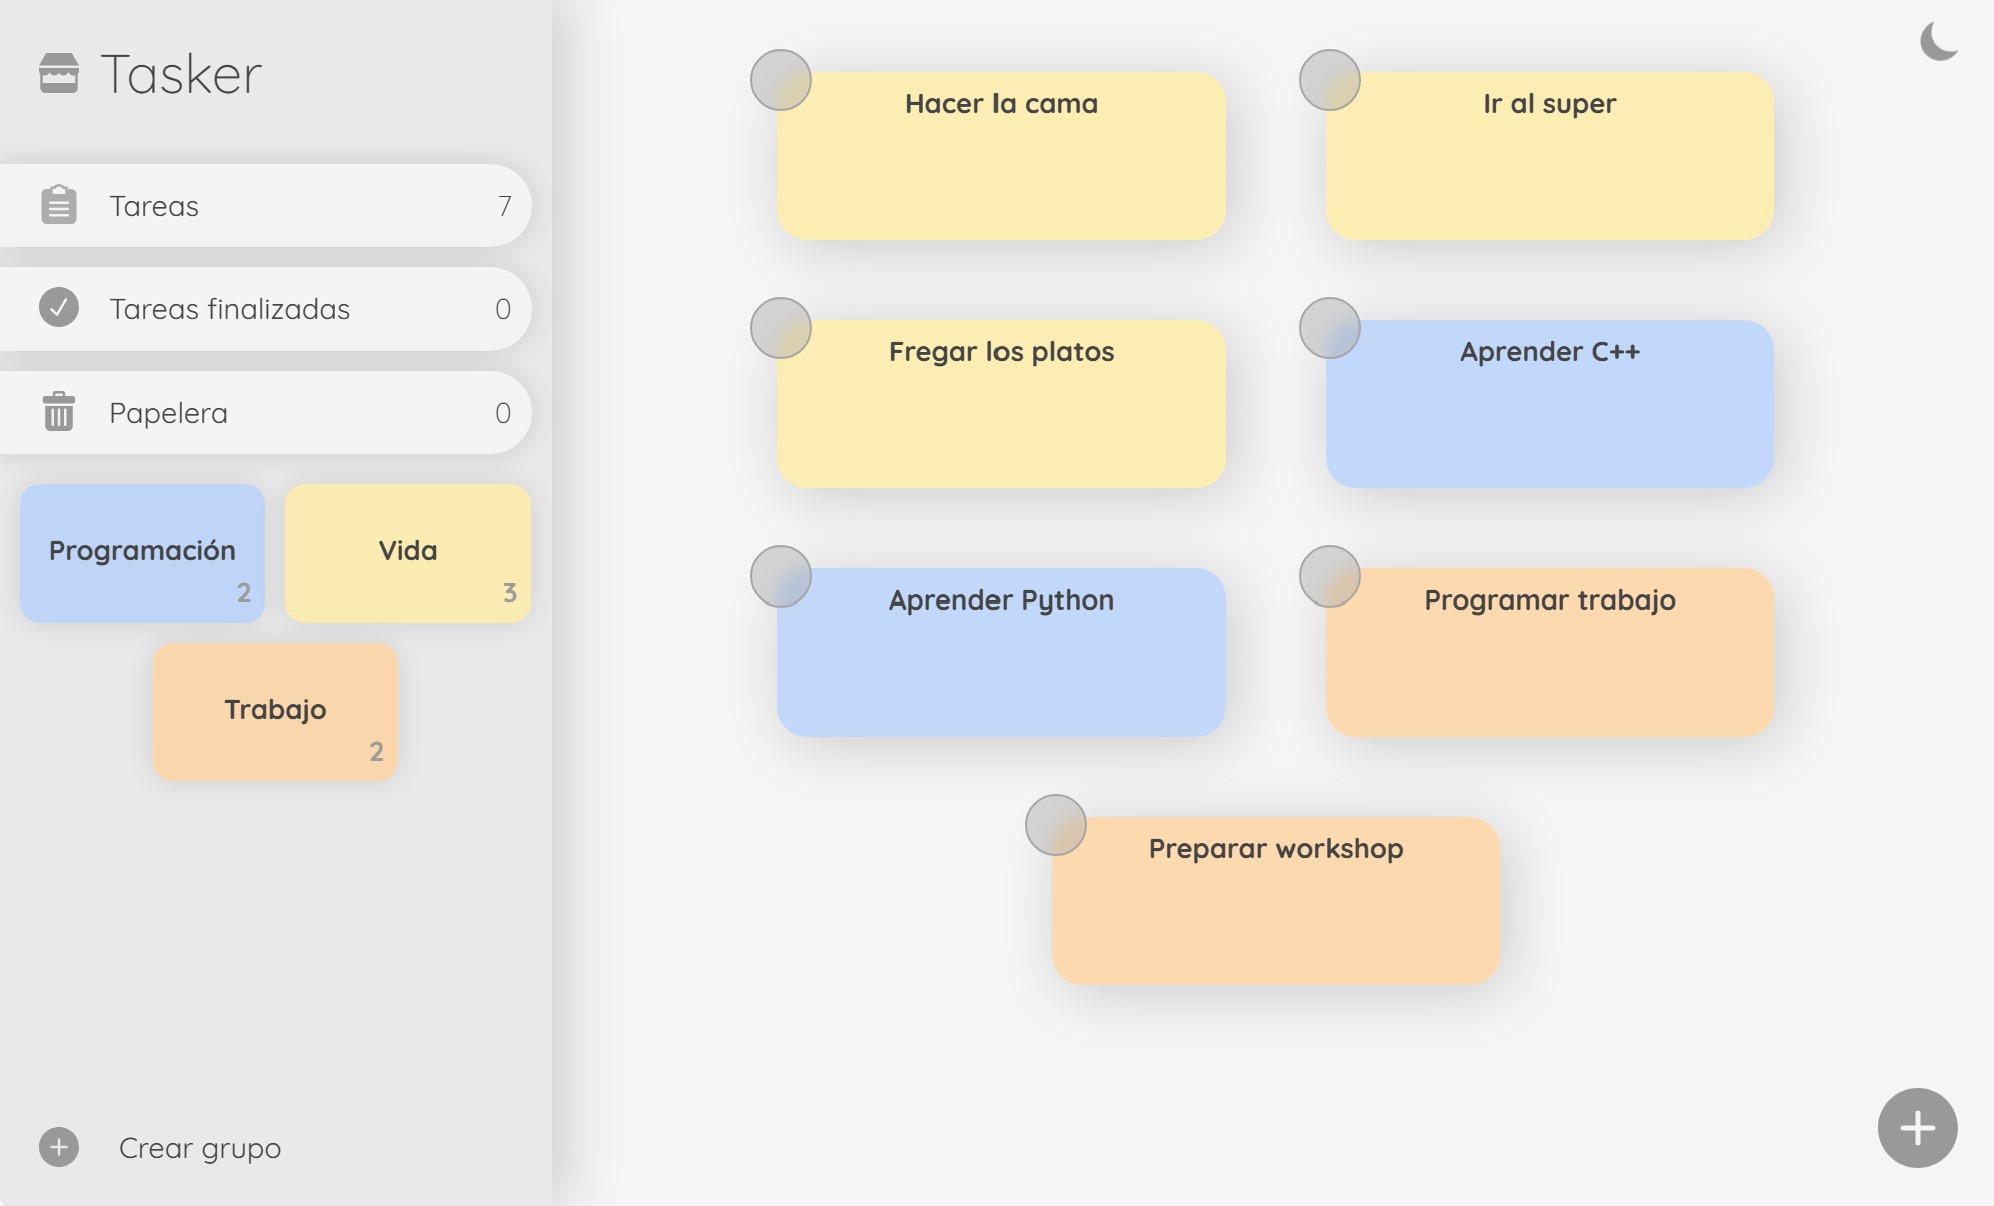 Tasker
Tareas 7
Tareas finalizadas 0
Papelera 0
Programación
2
Vida
3
Trabajo
2
Crear grupo
Hacer la cama
Ir al super
Fregar los platos
Aprender C++
Aprender Python
Programar trabajo
Preparar workshop